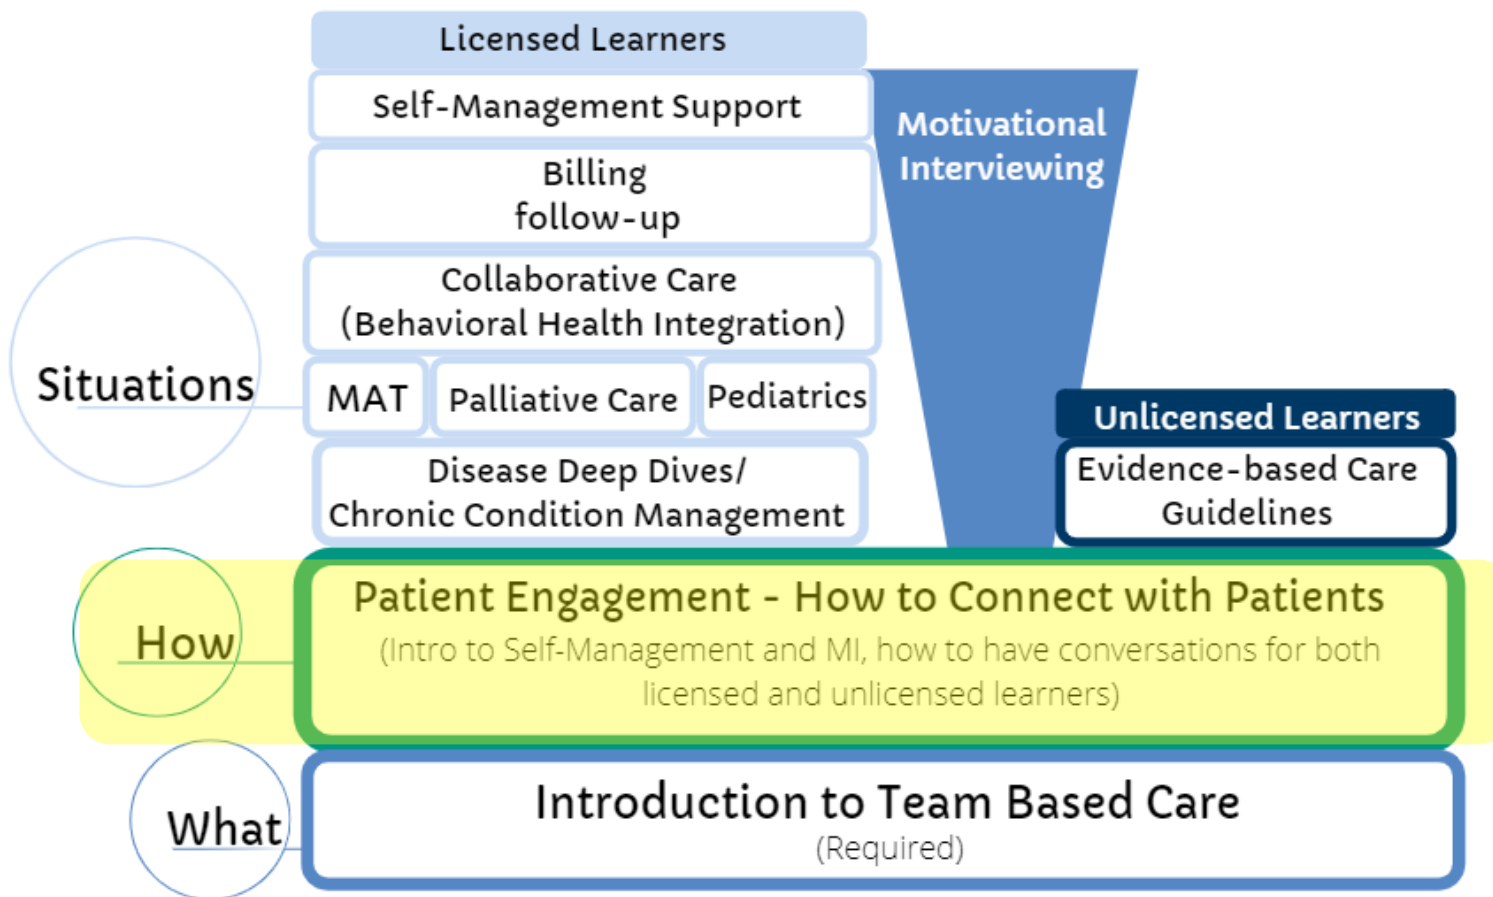 Licensed Learners
Self-Management Support
Billing
follow-up
Collaborative Care
(Behavioral Health Integration)
MAT
Palliative Care
Pediatrics
Disease Deep Dives/
Chronic Condition Management
Motivational
Interviewing
Unlicensed Learners
Evidence-based Care
Guidelines
Situations
How
Patient Engagement - How to Connect with Patients
(Intro to Self-Management and MI, how to have conversations for both
licensed and unlicensed learners)
What
Introduction to Team Based Care
(Required)